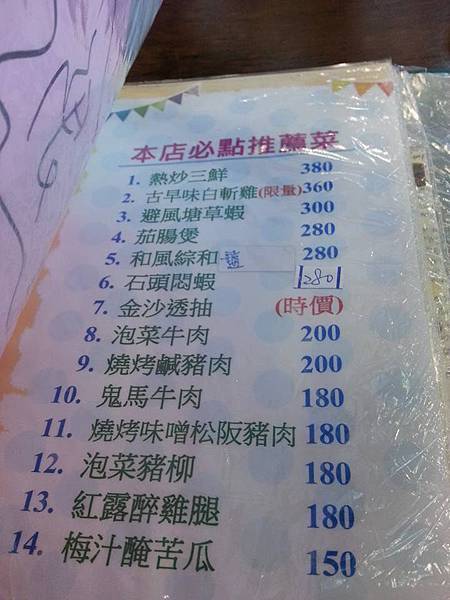 本店必點推薦菜
1. 熱炒三鮮 380
2. 古早味白斬雞(限量) 360
3. 避風塘草蝦 300
4. 茄腸煲 280
5. 和風綜和 280
6. 石頭悶蝦 280
7. 金沙透抽 (時價)
8. 泡菜牛肉 200
9. 燒烤鹹豬肉 200
10. 鬼馬牛肉 180
11. 燒烤味噌松阪豬肉 180
12. 泡菜豬柳 180
13. 紅露醉雞腿 180
14. 梅汁醃苦瓜 150